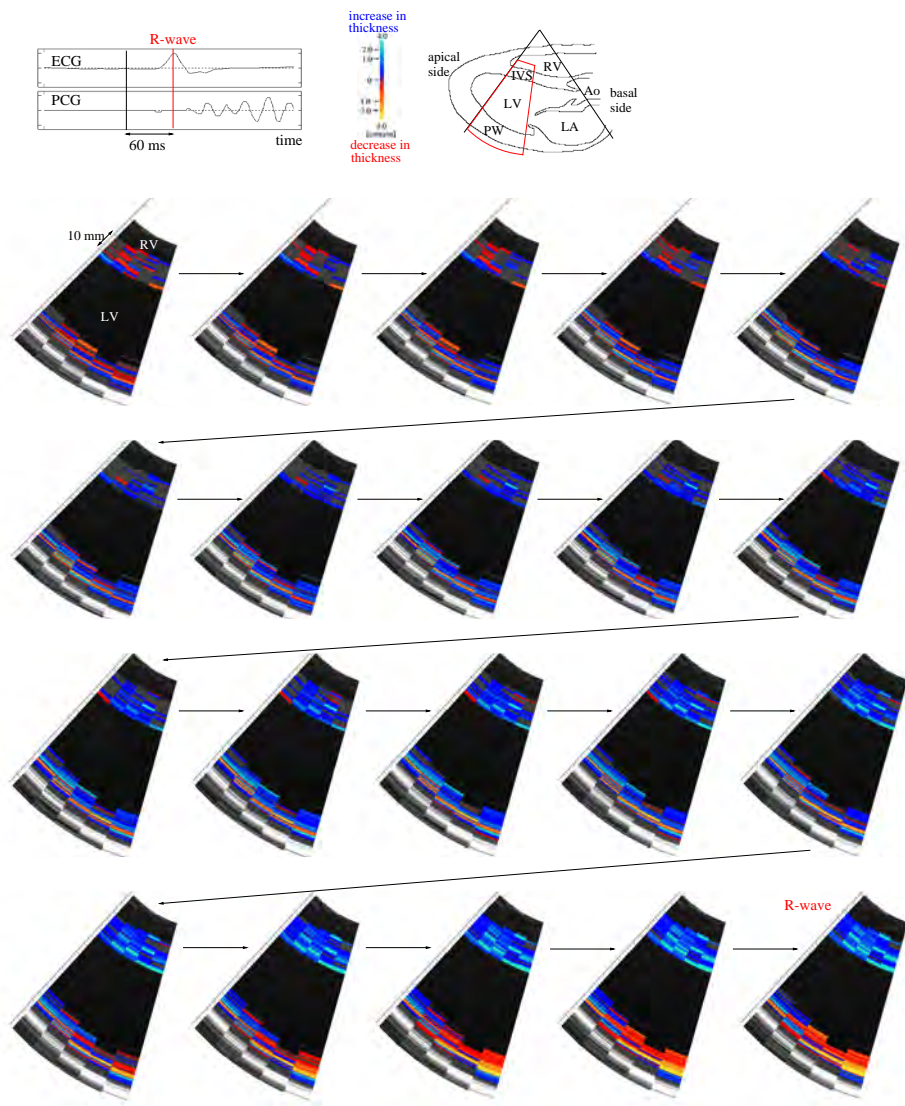 ECG
R-wave
PCG
60 ms
time
increase in
thickness
decrease in
thickness
apical
side
RV
IVS
Ao
basal
side
LV
PW
LA
10 mm
RV
LV
R-wave